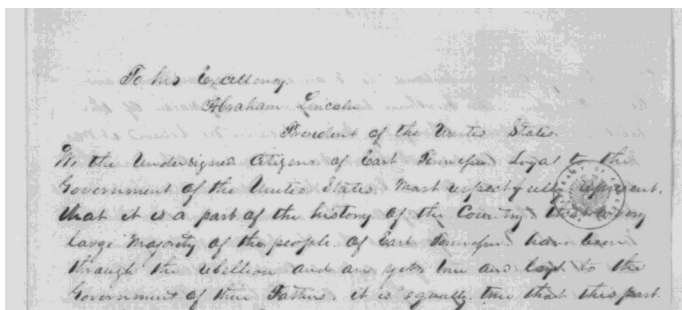 To his Excellency
Abraham Lincoln
President of the United States
We the Undersigned Citizens of East Tennessee Loyal to the
Government of the United States. Most respectfully represent.
that it is a part of the history of the Country that a very
large majority of the people of East Tennessee have been
through the rebellion and are yet true and loyal to the
Government of their Fathers. it is equally true that this part